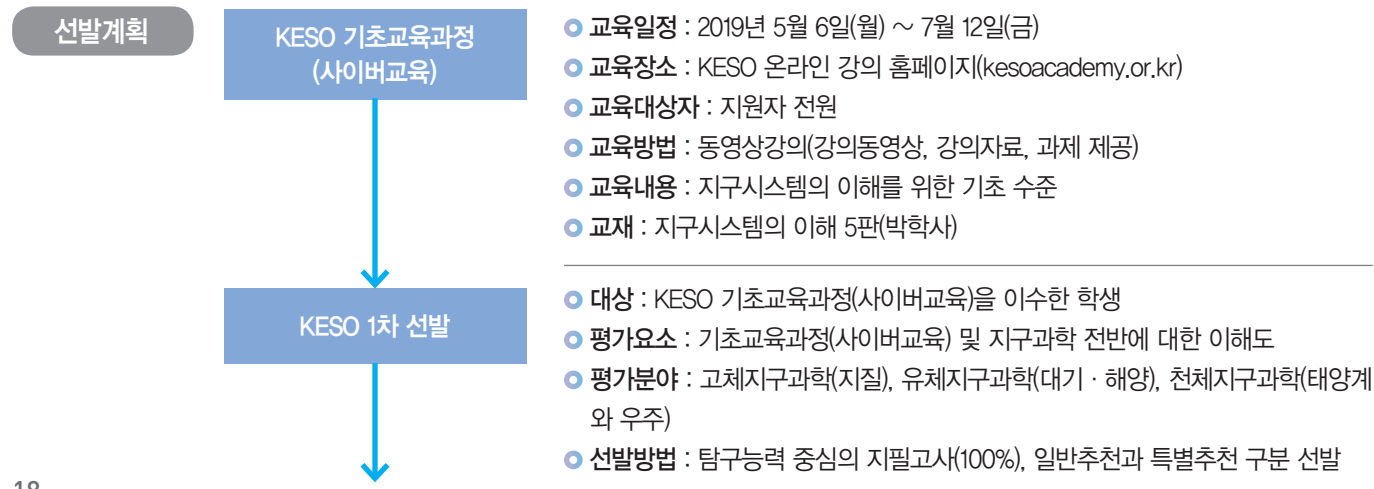 선발계획
KESO 기초교육과정
(사이버교육)
교육일정 : 2019년 5월 6일(월) ~ 7월 12일(금)
교육장소 : KESO 온라인 강의 홈페이지(kesoacademy.or.kr)
교육대상자 : 지원자 전원
교육방법 : 동영상강의(강의동영상, 강의자료, 과제 제공)
교육내용 : 지구시스템의 이해를 위한 기초 수준
교재 : 지구시스템의 이해 5판(박학사)
KESO 1차 선발
대상 : KESO 기초교육과정(사이버교육)을 이수한 학생
평가요소 : 기초교육과정(사이버교육) 및 지구과학 전반에 대한 이해도
평가분야 : 고체지구과학(지질), 유체지구과학(대기 · 해양), 천체지구과학(태양계
와 우주)
선발방법 : 탐구능력 중심의 지필고사(100%), 일반추천과 특별추천 구분 선발